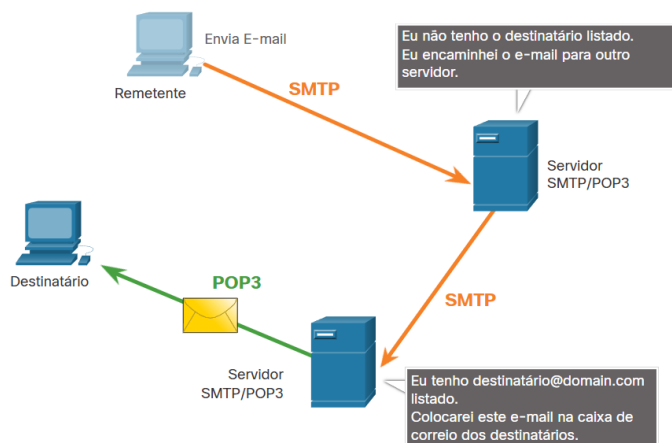 Envia E-mail
Remetente
SMTP
Eu não tenho o destinatário listado.
Eu encaminhei o e-mail para outro
servidor.
Servidor
SMTP/POP3
SMTP
Destinatário
POP3
Servidor
SMTP/POP3
Eu tenho destinatário@domain.com
listado.
Colocarei este e-mail na caixa de
correio dos destinatários.